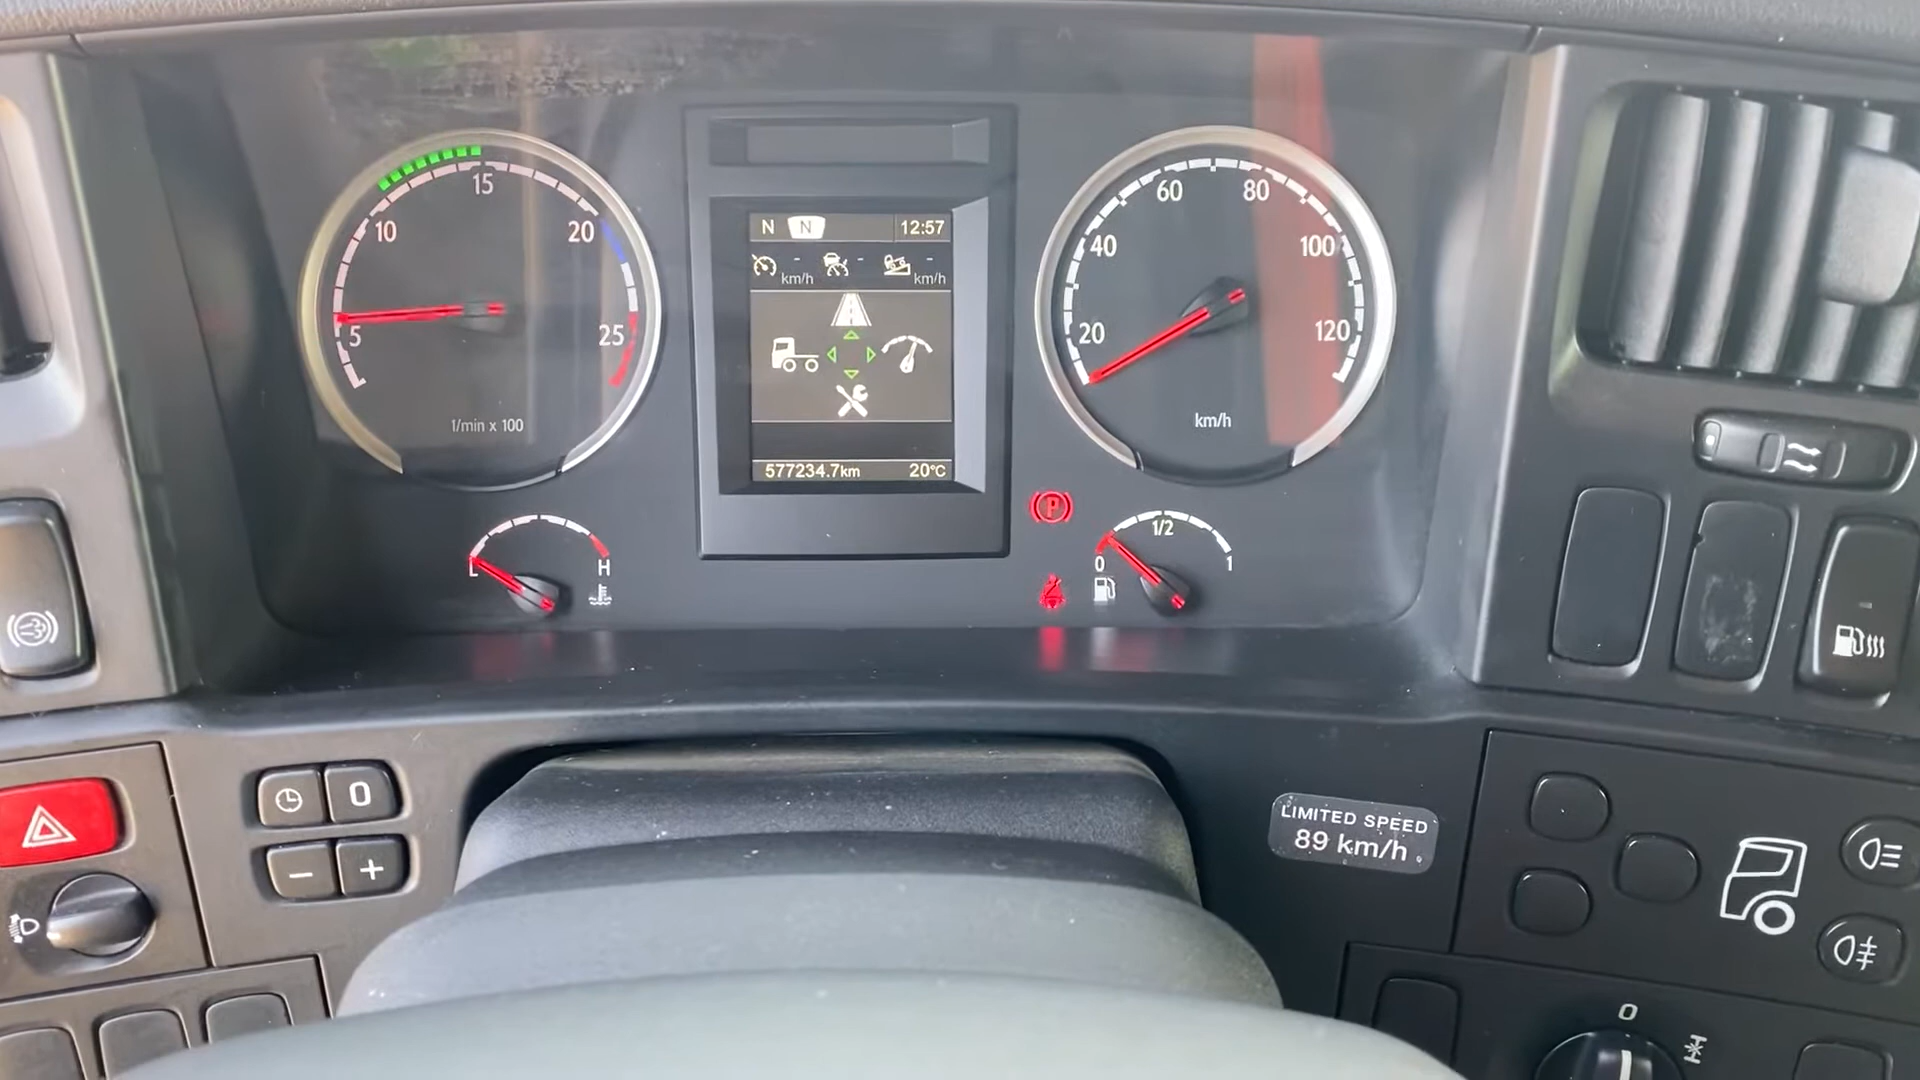 15
10
20
5
25
1/min x 100
N N 12:57
- - -
km/h km/h
577234.7km 20°C
60 80
40 100
20 120
km/h
P
L H
1/2
0 1
0
- +
LIMITED SPEED
89 km/h
0